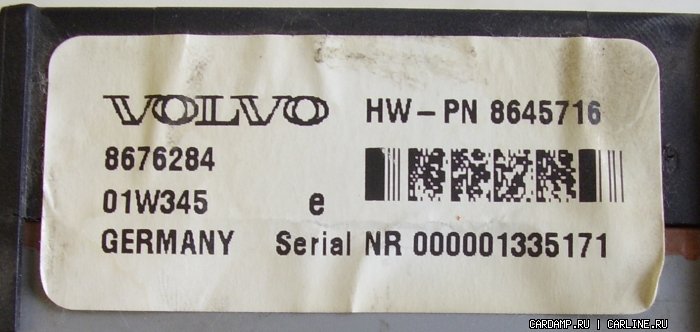 VOLVO HW-PN 8645716
8676284
01W345 e
GERMANY Serial NR 000001335171
CARDAMP.RU | CARLINE.RU